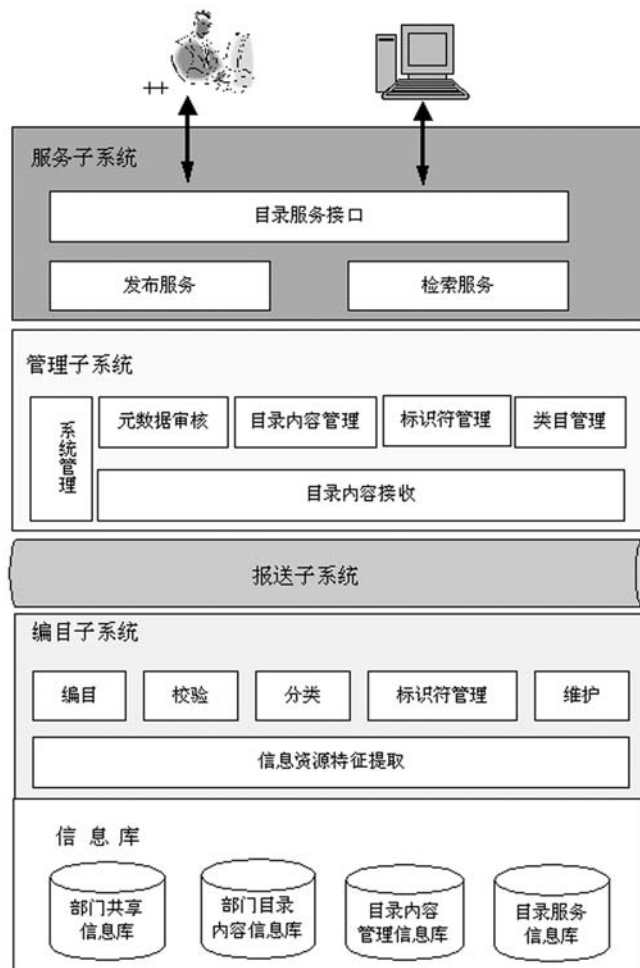 ++
服务子系统
目录服务接口
发布服务
检索服务
管理子系统
系统管理
元数据审核
目录内容管理
标识符管理
类目管理
目录内容接收
报送子系统
编目子系统
编目
校验
分类
标识符管理
维护
信息资源特征提取
信息库
部门共享
信息库
部门目录
内容信息库
目录内容
管理信息库
目录服务
信息库